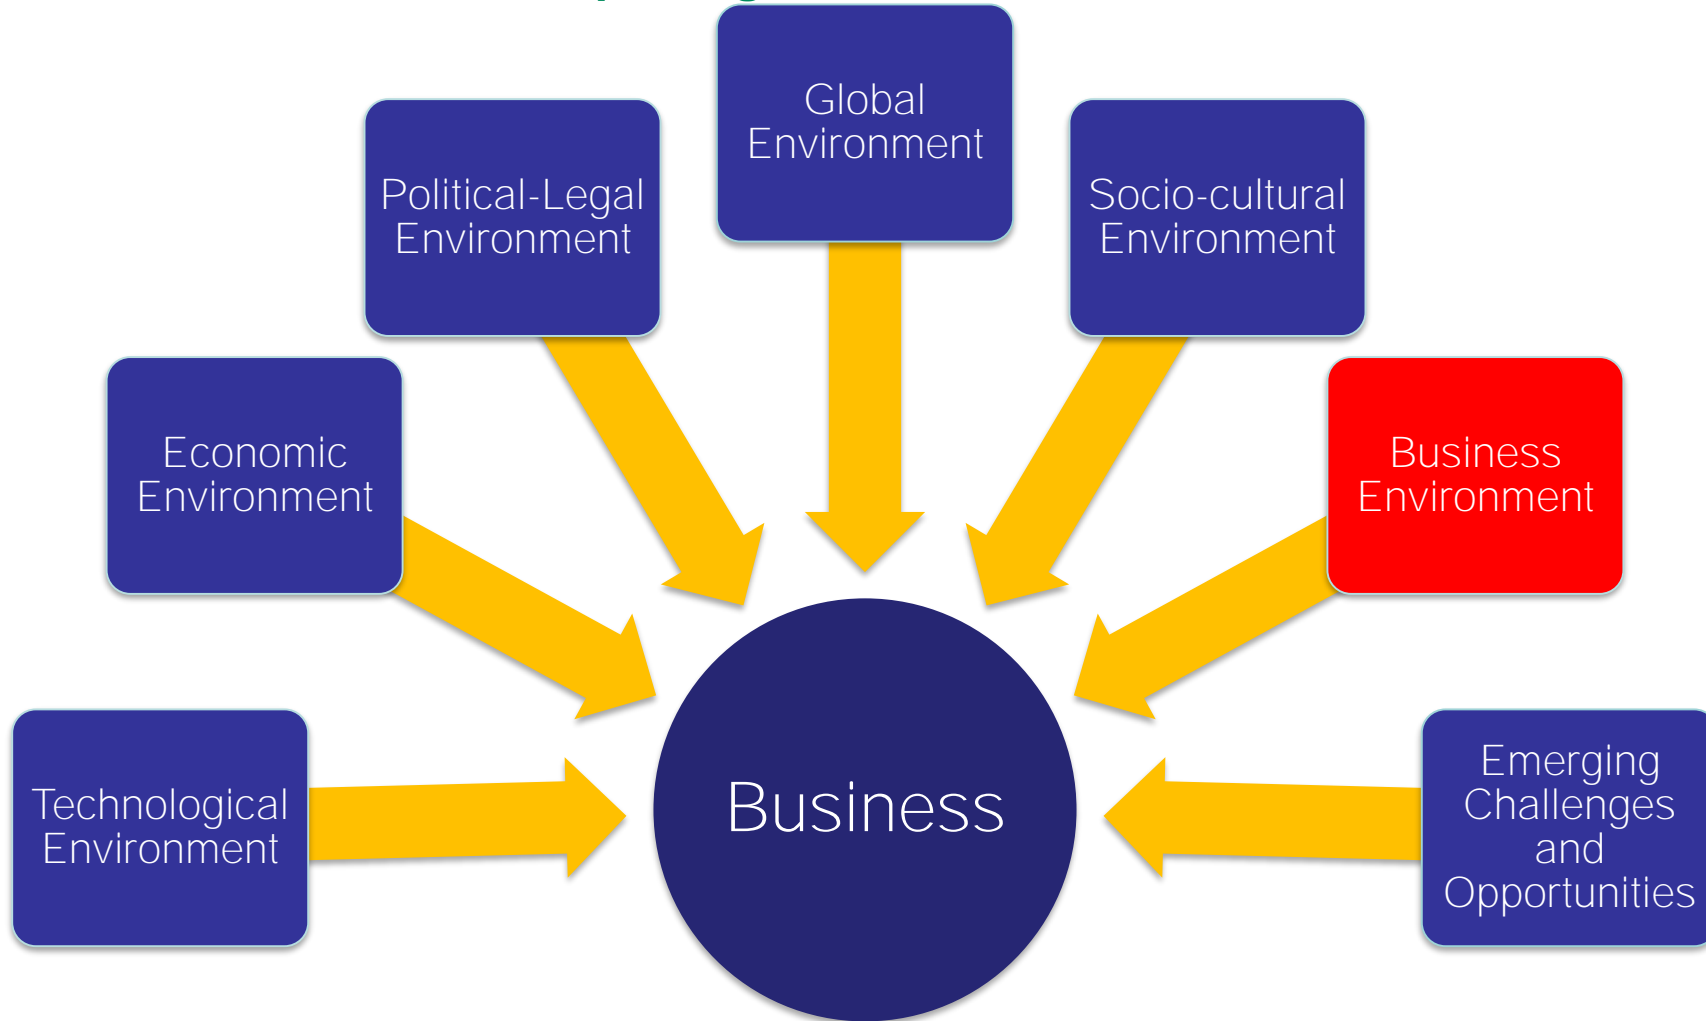 Global
Environment
Political-Legal
Environment
Socio-cultural
Environment
Economic
Environment
Business
Environment
Technological
Environment
Business
Emerging
Challenges
and
Opportunities